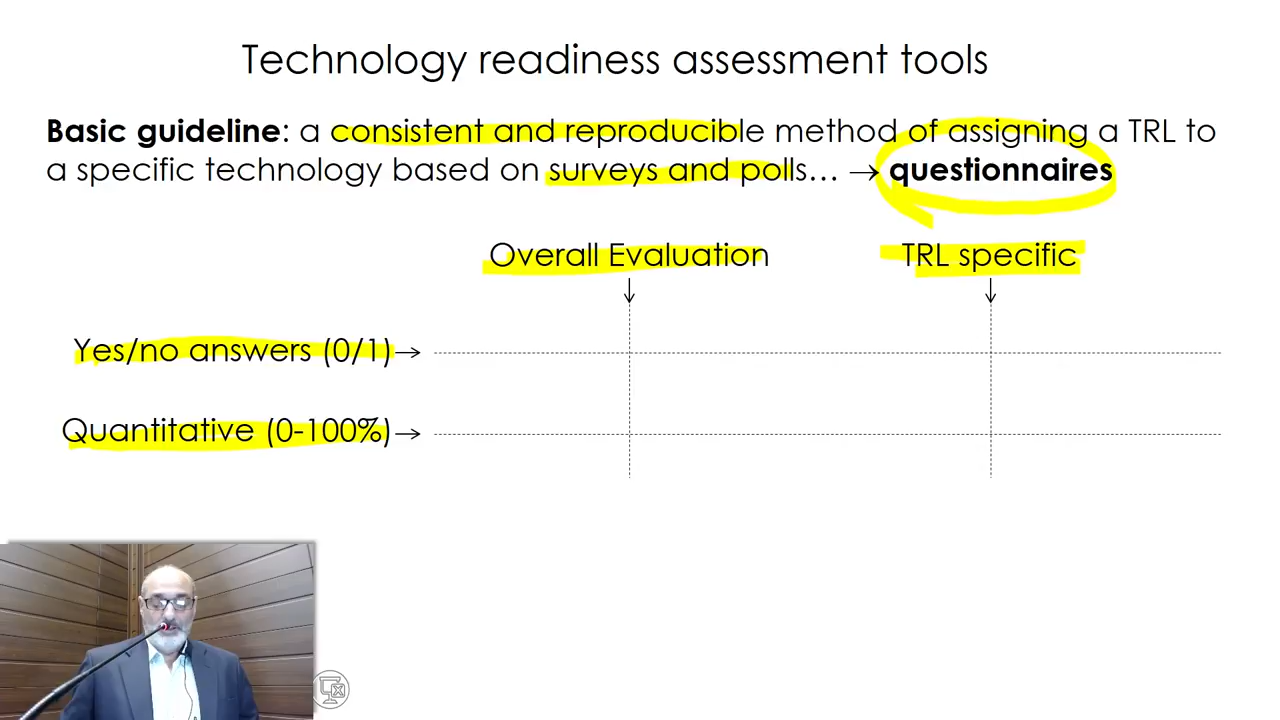 Technology readiness assessment tools
Basic guideline: a consistent and reproducible method of assigning a TRL to
a specific technology based on surveys and polls… → questionnaires
Overall Evaluation
TRL specific
Yes/no answers (0/1)
Quantitative (0-100%)